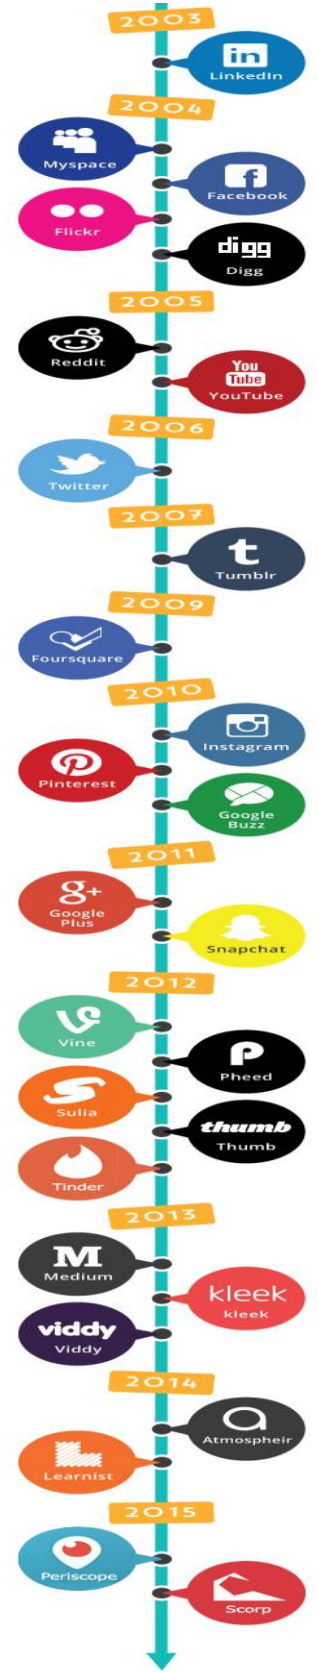 2003
in
LinkedIn
2004
Myspace
f
Facebook
Flickr
digg
Digg
2005
Reddit
You
Tube
YouTube
2006
Twitter
2007
t
Tumblr
2009
Foursquare
2010
Instagram
Pinterest
Google
Buzz
2011
g+
Google
Plus
Snapchat
2012
Vine
Pheed
Sulia
thumb
Thumb
Tinder
2013
M
Medium
kleek
kleek
viddy
Viddy
2014
Atmospheir
Learnist
2015
Periscope
Scorp